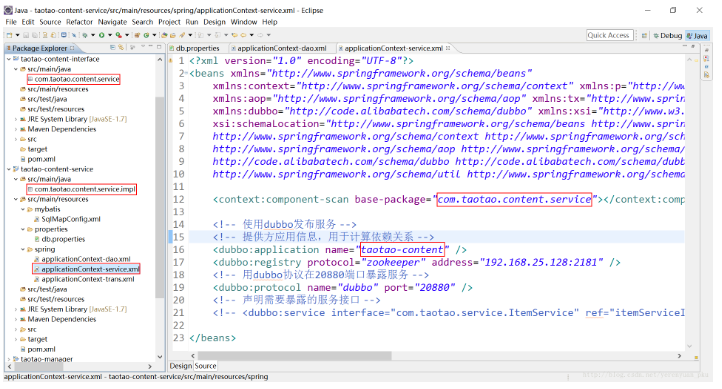 Java - taotao-content-service/src/main/resources/spring/applicationContext-service.xml - Eclipse
File Edit Source Refactor Navigate Search Project Run Design Window Help
Quick Access
Debug
Java
Package Explorer
taotao-content-interface
src/main/java
com.taotao.content.service
src/main/resources
src/test/java
src/test/resources
JRE System Library [JavaSE-1.7]
Maven Dependencies
src
target
pom.xml
taotao-content-service
src/main/java
com.taotao.content.service.impl
src/main/resources
mybatis
SqlMapConfig.xml
properties
db.properties
spring
applicationContext-dao.xml
applicationContext-service.xml
applicationContext-trans.xml
src/test/java
src/test/resources
JRE System Library [JavaSE-1.7]
Maven Dependencies
src
target
pom.xml
taotao-manager
db.properties
applicationContext-dao.xml
applicationContext-service.xml
1 <?xml version="1.0" encoding="UTF-8"?>
2 <beans xmlns="http://www.springframework.org/schema/beans"
3 xmlns:context="http://www.springframework.org/schema/context" xmlns:p="http://www
4 xmlns:aop="http://www.springframework.org/schema/aop" xmlns:tx="http://www.sprin
5 xmlns:dubbo="http://code.alibabatech.com/schema/dubbo" xmlns:xsi="http://www.w3.
6 xsi:schemaLocation="http://www.springframework.org/schema/beans http://www.sprin
7 http://www.springframework.org/schema/context http://www.springframework.org/sch
8 http://www.springframework.org/schema/aop http://www.springframework.org/schema/
9 http://code.alibabatech.com/schema/dubbo http://code.alibabatech.com/schema/dubb
10 http://www.springframework.org/schema/util http://www.springframework.org/schema
11
12 <context:component-scan base-package="com.taotao.content.service"></context:comp
13
14 <!-- 使用dubbo发布服务 -->
15 <!-- 提供方应用信息，用于计算依赖关系 -->
16 <dubbo:application name="taotao-content" />
17 <dubbo:registry protocol="zookeeper" address="192.168.25.128:2181" />
18 <!-- 用dubbo协议在20880端口暴露服务 -->
19 <dubbo:protocol name="dubbo" port="20880" />
20 <!-- 声明需要暴露的服务接口 -->
21 <!-- <dubbo:service interface="com.taotao.service.ItemService" ref="itemServiceI
22
23 </beans>
Design Source
applicationContext-service.xml - taotao-content-service/src/main/resources/spring